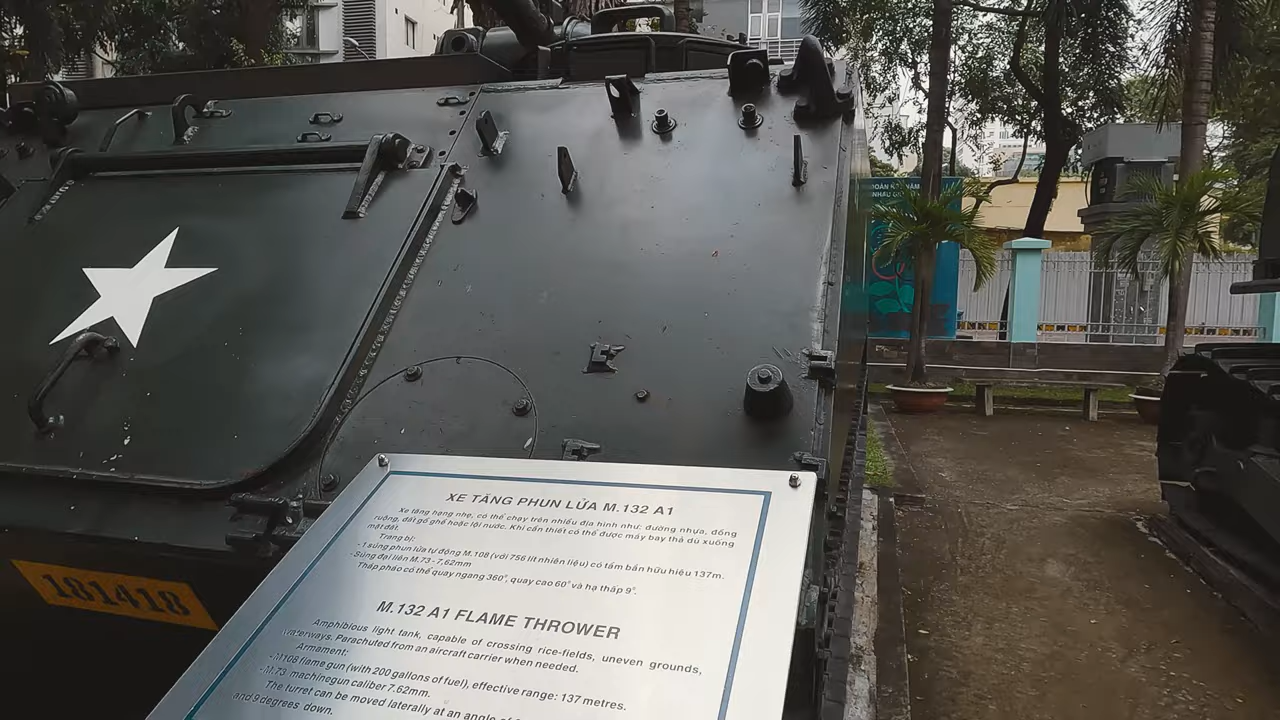 ĐOÀN KẾT NĂM
NHAU
181418
XE TĂNG PHUN LỬA M.132 A1
Xe tăng hạng nhẹ, có thể chạy trên nhiều địa hình như: đường nhựa, đồng
ruộng, đất gồ ghề hoặc lội nước. Khi cần thiết có thể được máy bay thả dù xuống
mặt đất.
Trang bị:
- 1 súng phun lửa tự động M.108 (với 756 lít nhiên liệu) có tầm bắn hữu hiệu 137m.
- Súng đại liên M.73 - 7,62mm
Tháp pháo có thể quay ngang 360°, quay cao 60° và hạ thấp 9°.
M.132 A1 FLAME THROWER
Amphibious light tank, capable of crossing rice-fields, uneven grounds,
waterways. Parachuted from an aircraft carrier when needed.
Armament:
- M108 flame gun (with 200 gallons of fuel), effective range: 137 metres.
- M.73 machinegun caliber 7.62mm.
The turret can be moved laterally at an angle of
and 9 degrees down.